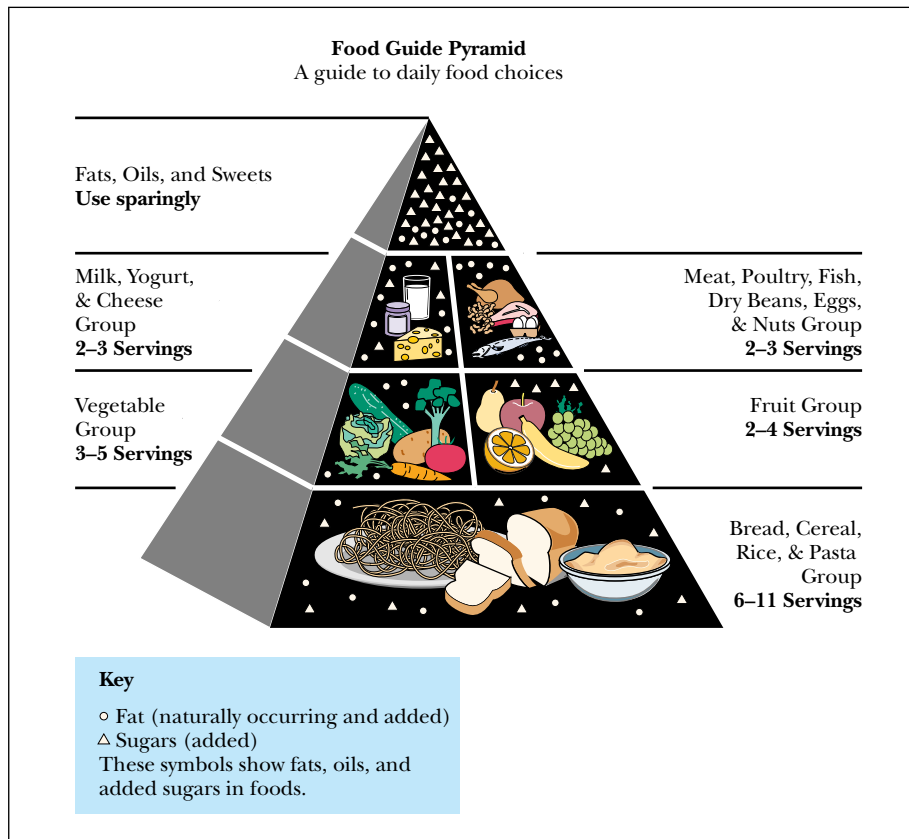 Food Guide Pyramid
A guide to daily food choices
Fats, Oils, and Sweets
Use sparingly
Milk, Yogurt,
& Cheese
Group
2–3 Servings
Meat, Poultry, Fish,
Dry Beans, Eggs,
& Nuts Group
2–3 Servings
Vegetable
Group
3–5 Servings
Fruit Group
2–4 Servings
Bread, Cereal,
Rice, & Pasta
Group
6–11 Servings
Key
Fat (naturally occurring and added)
Sugars (added)
These symbols show fats, oils, and
added sugars in foods.